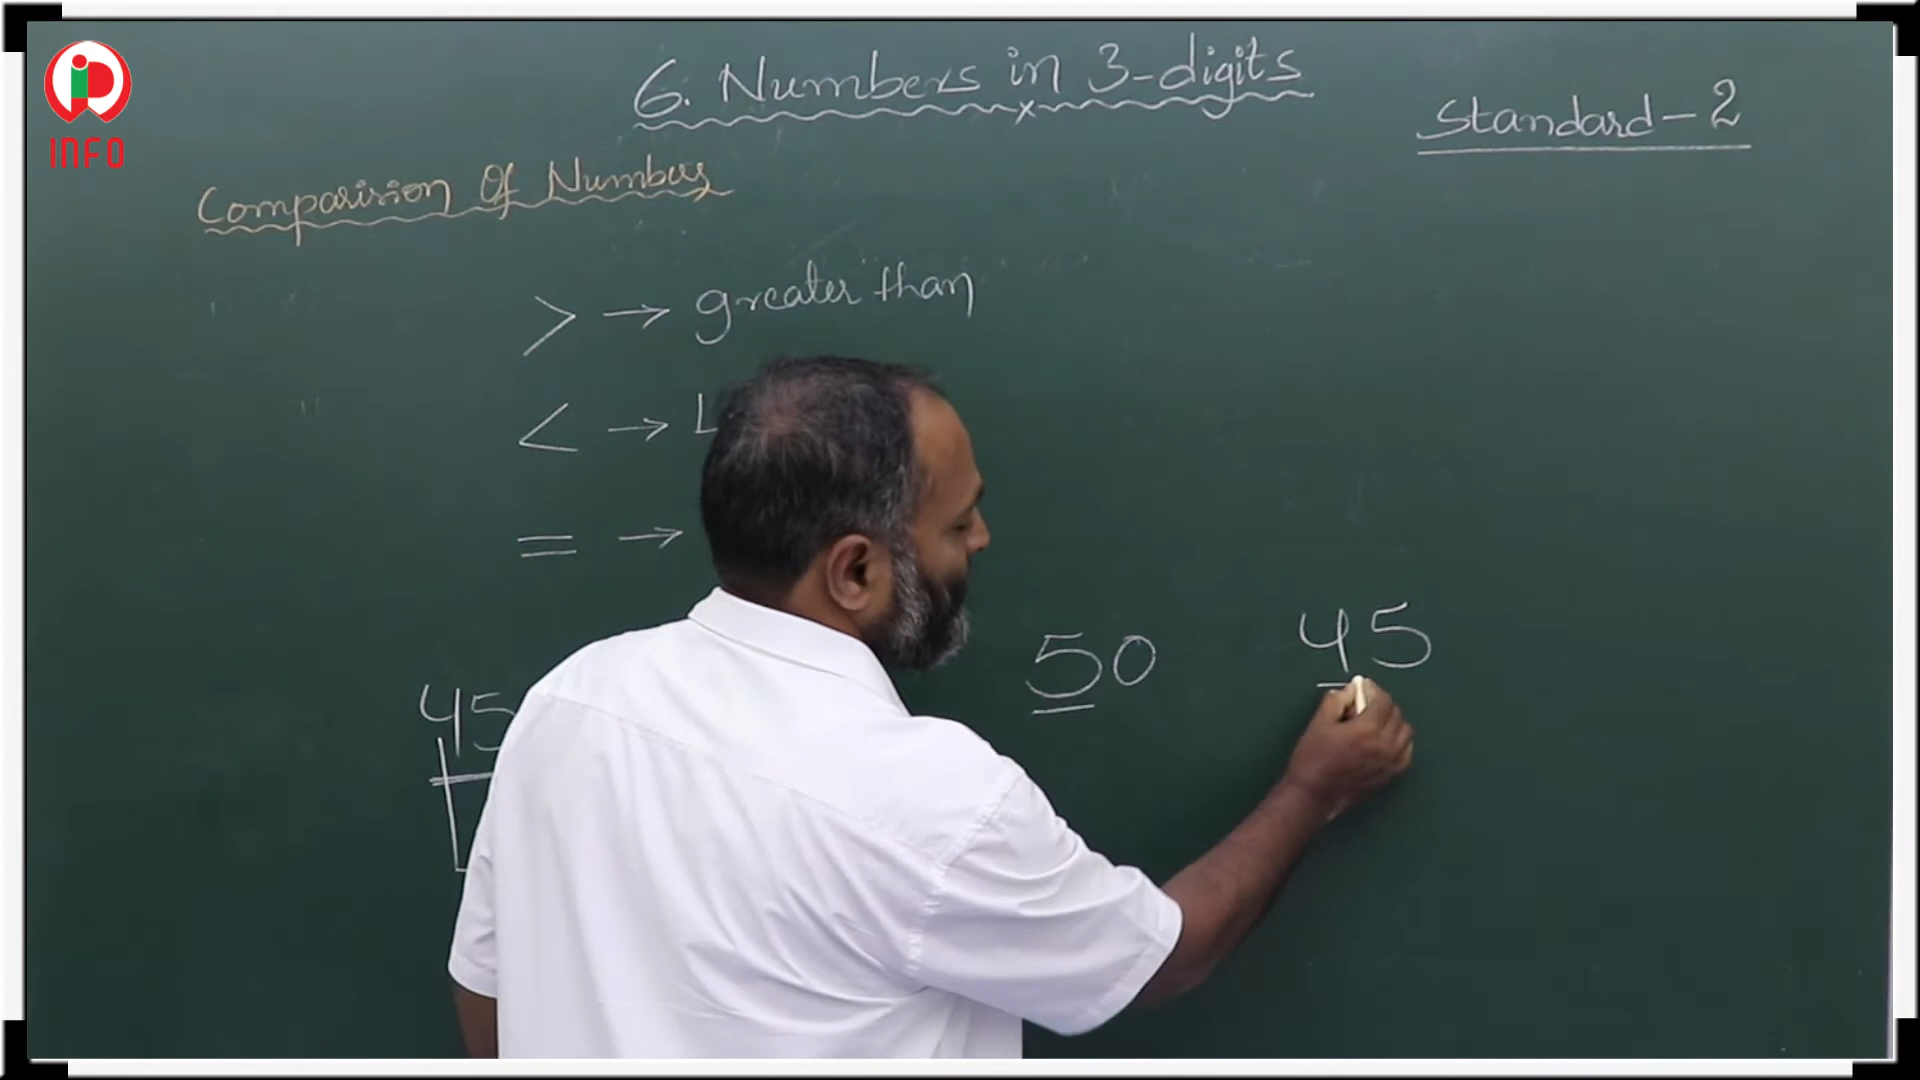 INFO
6. Numbers in 3-digits
Standard - 2
Comparision Of Numbers
> → greater than
< → L
= →
50 45
45